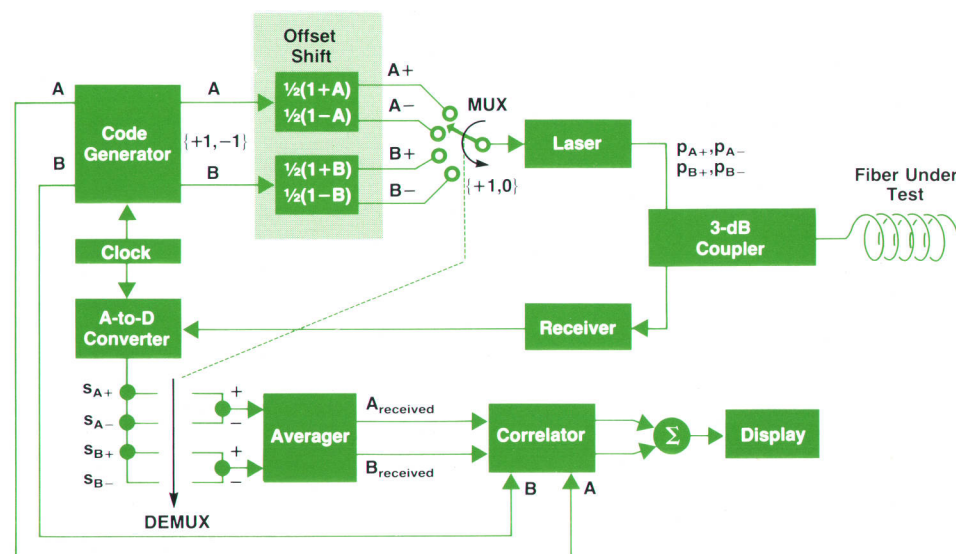 Offset
Shift
A
Code
Generator
B
A
{+1,−1}
B
½(1+A)
½(1−A)
½(1+B)
½(1−B)
A+
A−
B+
B−
MUX
{+1,0}
Laser
pA+,pA−
pB+,pB−
Fiber Under
Test
3-dB
Coupler
Clock
A-to-D
Converter
Receiver
sA+
sA−
sB+
sB−
+
−
+
−
DEMUX
Averager
Areceived
Breceived
Correlator
B
A
Σ
Display